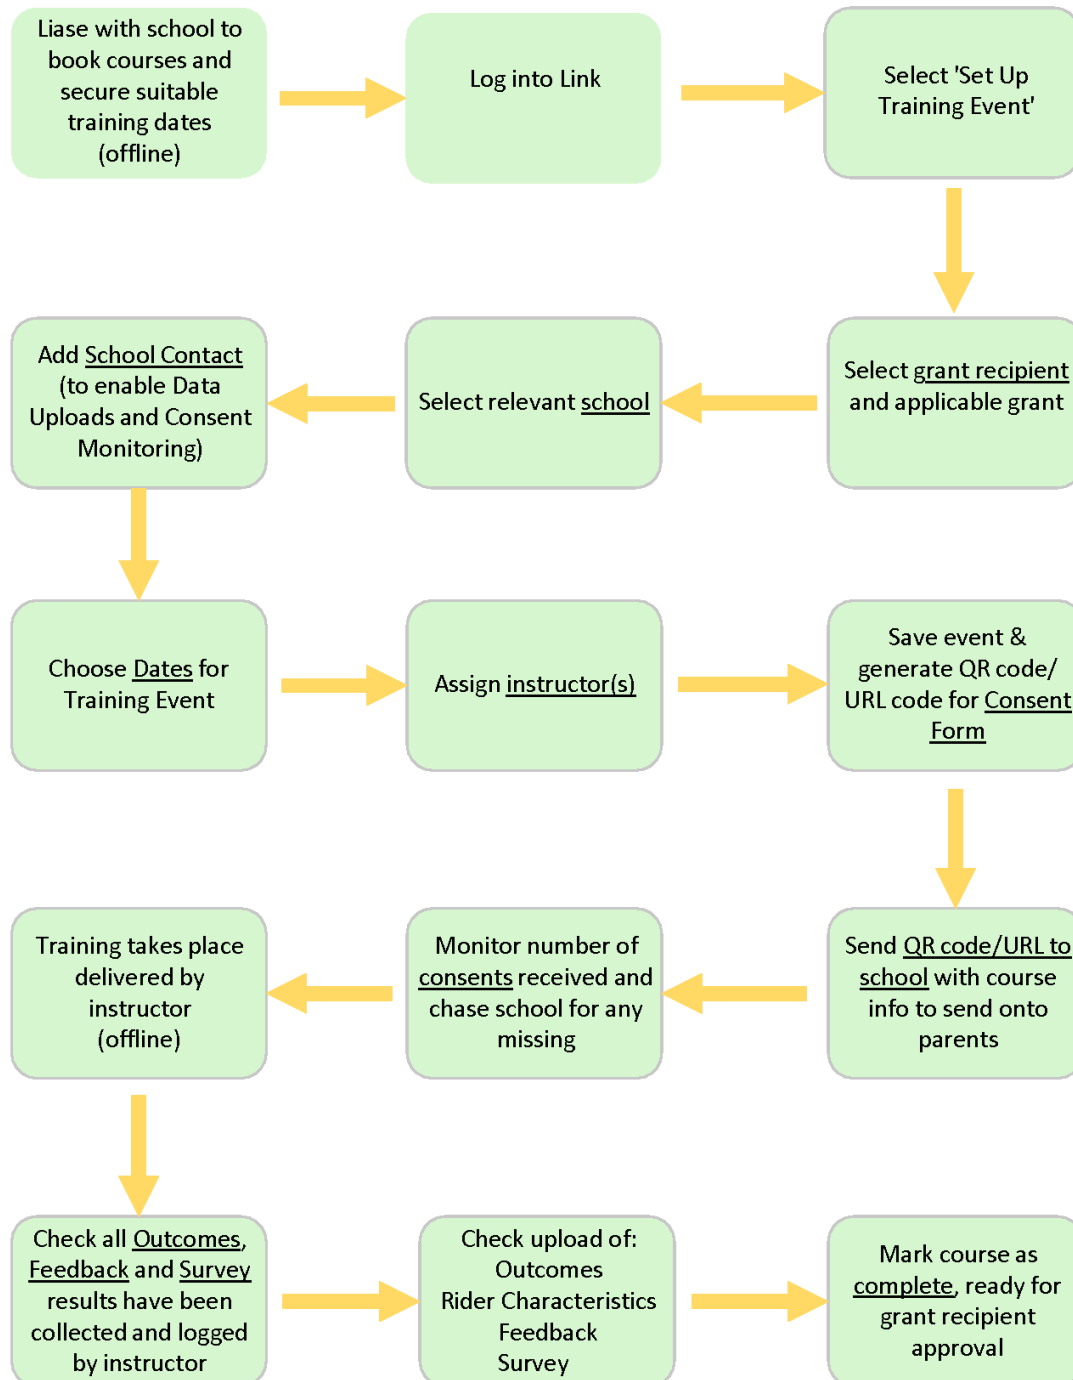 Liase with school to
book courses and
secure suitable
training dates
(offline)
Log into Link
Select 'Set Up
Training Event'
Select grant recipient
and applicable grant
Select relevant school
Add School Contact
(to enable Data
Uploads and Consent
Monitoring)
Choose Dates for
Training Event
Assign instructor(s)
Save event &
generate QR code/
URL code for Consent
Form
Send QR code/URL to
school with course
info to send onto
parents
Monitor number of
consents received and
chase school for any
missing
Training takes place
delivered by
instructor
(offline)
Check all Outcomes,
Feedback and Survey
results have been
collected and logged
by instructor
Check upload of:
Outcomes
Rider Characteristics
Feedback
Survey
Mark course as
complete, ready for
grant recipient
approval